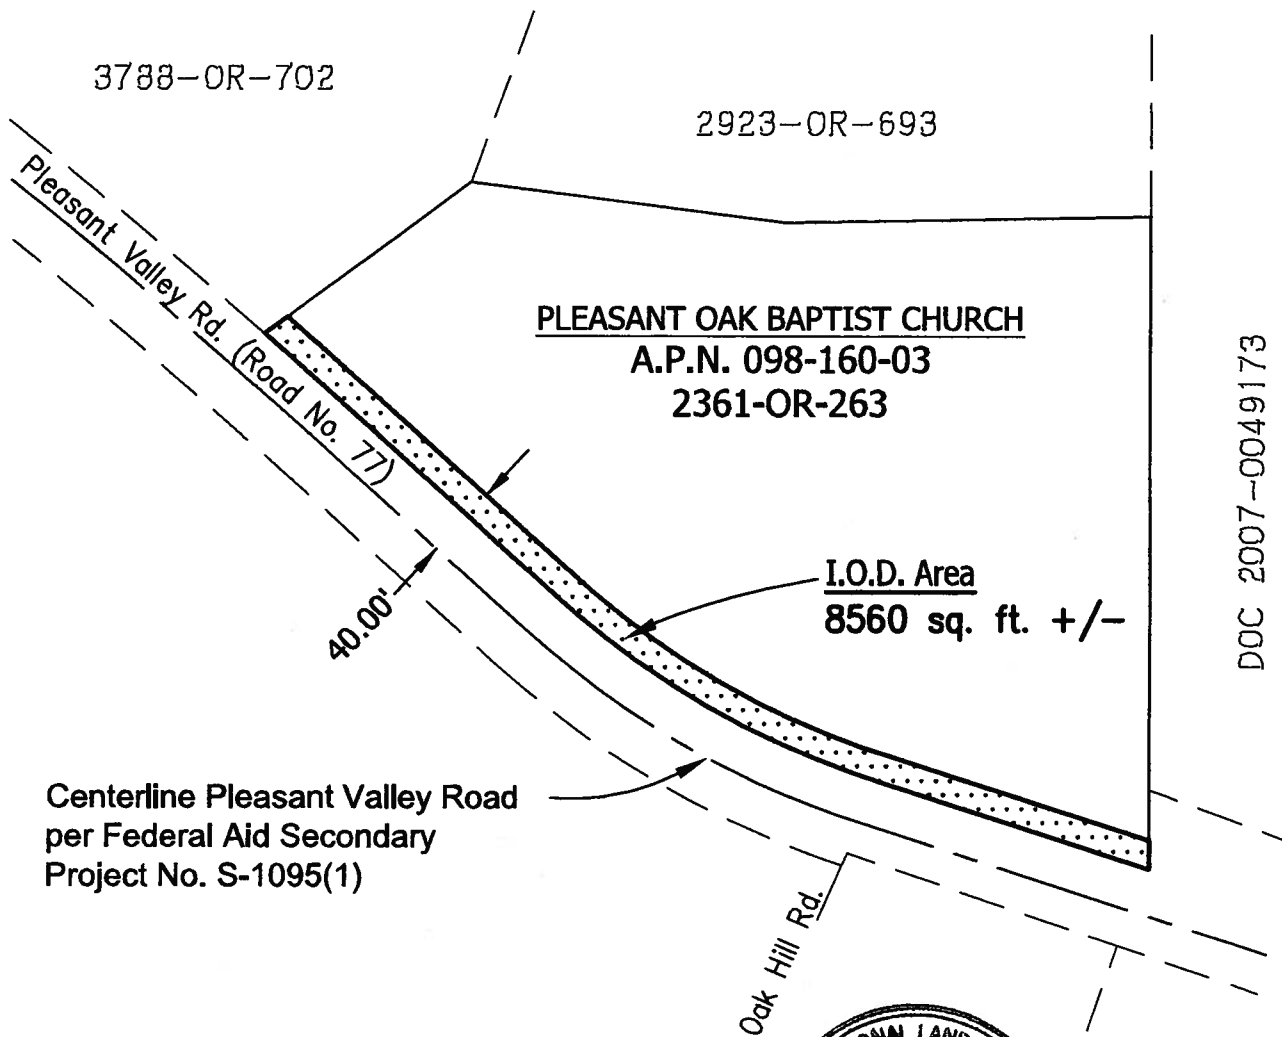 3788-OR-702
2923-OR-693
Pleasant Valley Rd. (Road No. 77)
PLEASANT OAK BAPTIST CHURCH
A.P.N. 098-160-03
2361-OR-263
DOC 2007-0049173
I.O.D. Area
8560 sq. ft. +/-
40.00'
Centerline Pleasant Valley Road
per Federal Aid Secondary
Project No. S-1095(1)
Oak Hill Rd.
LAND